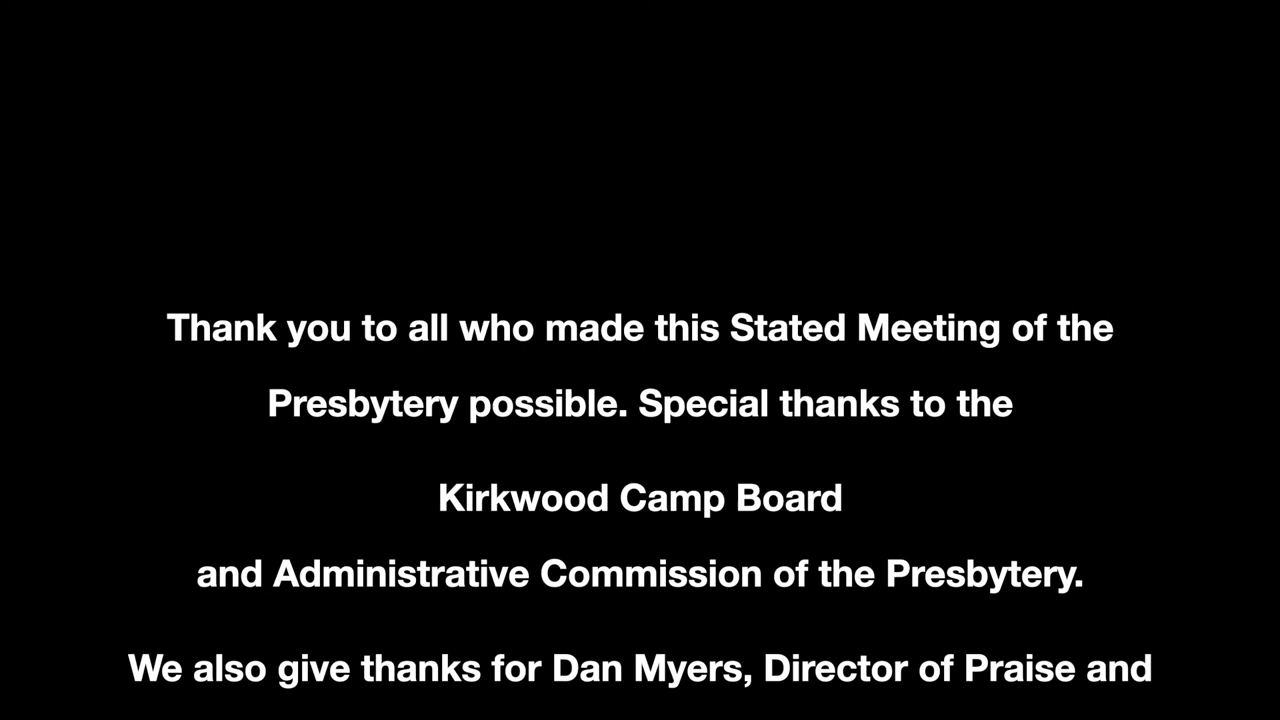 Thank you to all who made this Stated Meeting of the
Presbytery possible. Special thanks to the
Kirkwood Camp Board
and Administrative Commission of the Presbytery.
We also give thanks for Dan Myers, Director of Praise and